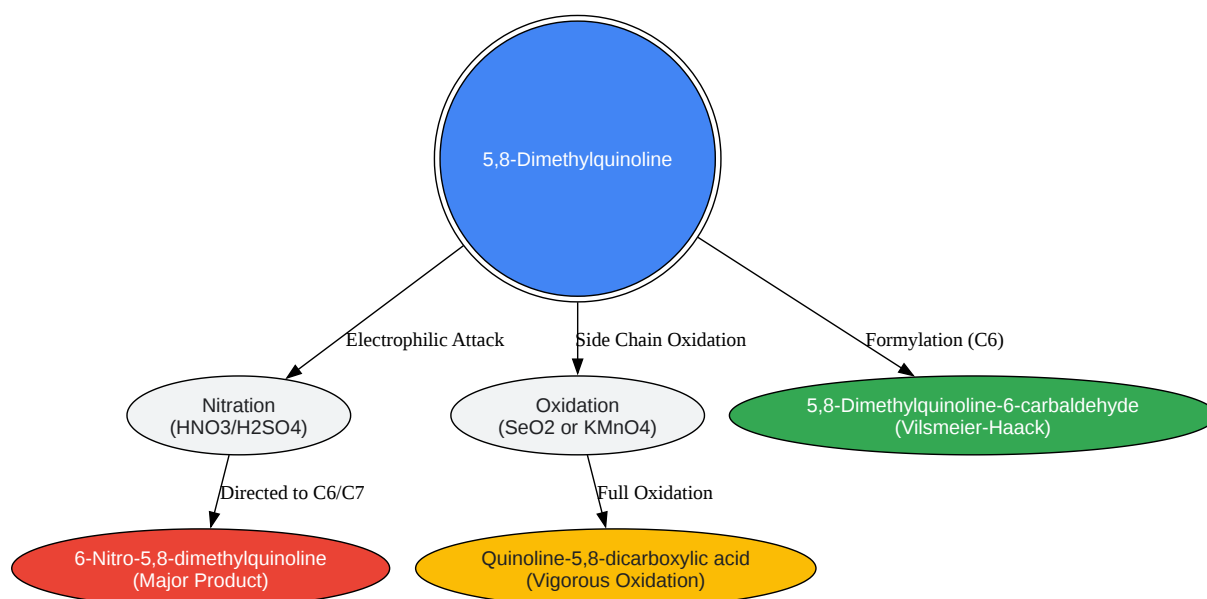 5,8-Dimethylquinoline
Electrophilic Attack
Side Chain Oxidation
Formylation (C6)
Nitration
(HNO3/H2SO4)
Oxidation
(SeO2 or KMnO4)
5,8-Dimethylquinoline-6-carbaldehyde
(Vilsmeier-Haack)
Directed to C6/C7
Full Oxidation
6-Nitro-5,8-dimethylquinoline
(Major Product)
Quinoline-5,8-dicarboxylic acid
(Vigorous Oxidation)